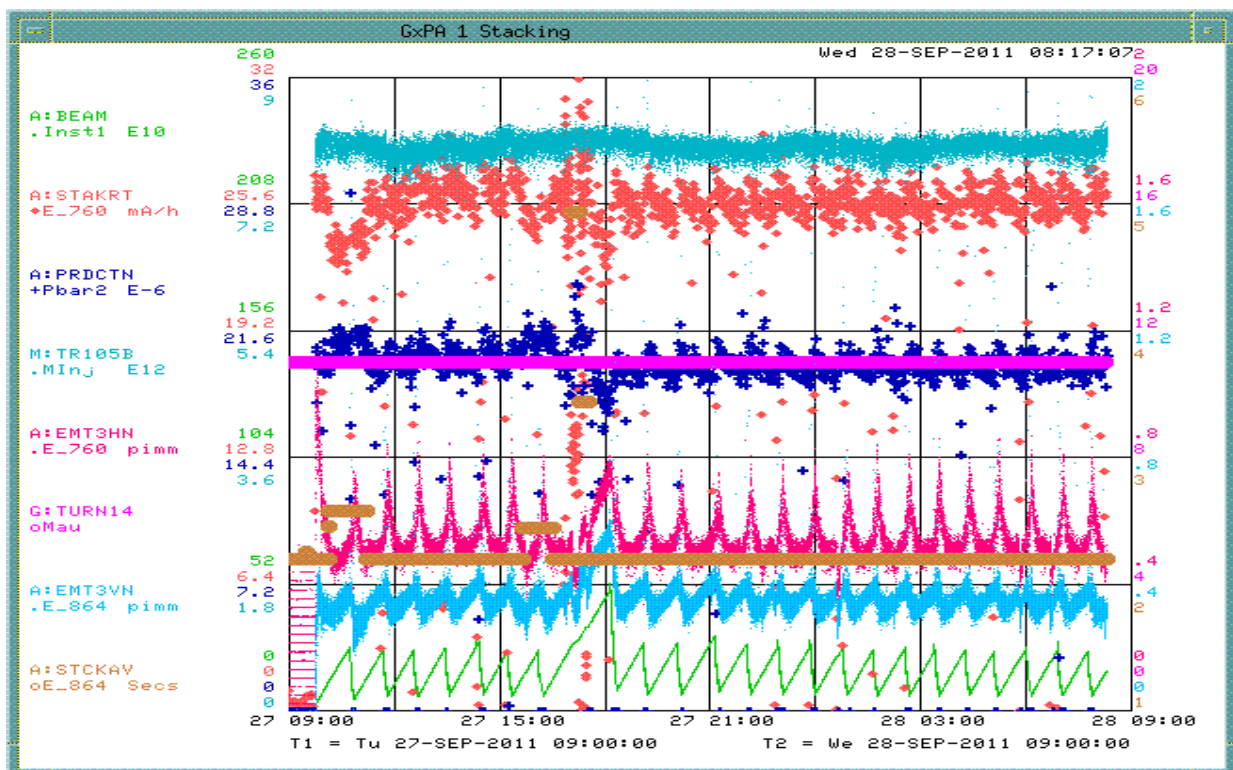 GxPA 1 Stacking
Wed 28-SEP-2011 08:17:07
260 2
32 20
36 2
9 6
A:BEAM
.Inst1 E10
208 1.6
A:STAKRT 25.6 16
◆E_760 mA/h 28.8 1.6
7.2 5
A:PRDCTN
+Pbar2 E-6
156 1.2
19.2 12
21.6 1.2
M:TR105B 5.4 4
.MInj E12
104 .8
A:EMT3HN 12.8 8
.E_760 pimm 14.4 .8
3.6 3
G:TURN14
oMau
52 .4
6.4 4
A:EMT3VN 7.2 .4
.E_864 pimm 1.8 2
0 0
A:STCKAV 0 0
oE_864 Secs 0 0
0 1
27 09:00 27 15:00 27 21:00 28 03:00 28 09:00
T1 = Tu 27-SEP-2011 09:00:00 T2 = We 28-SEP-2011 09:00:00